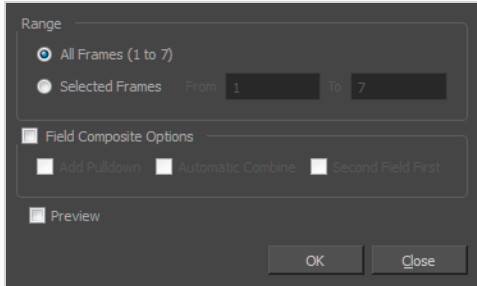 Range
All Frames (1 to 7)
Selected Frames From 1 To 7
Field Composite Options
Add Pulldown Automatic Combine Second Field First
Preview
OK Close